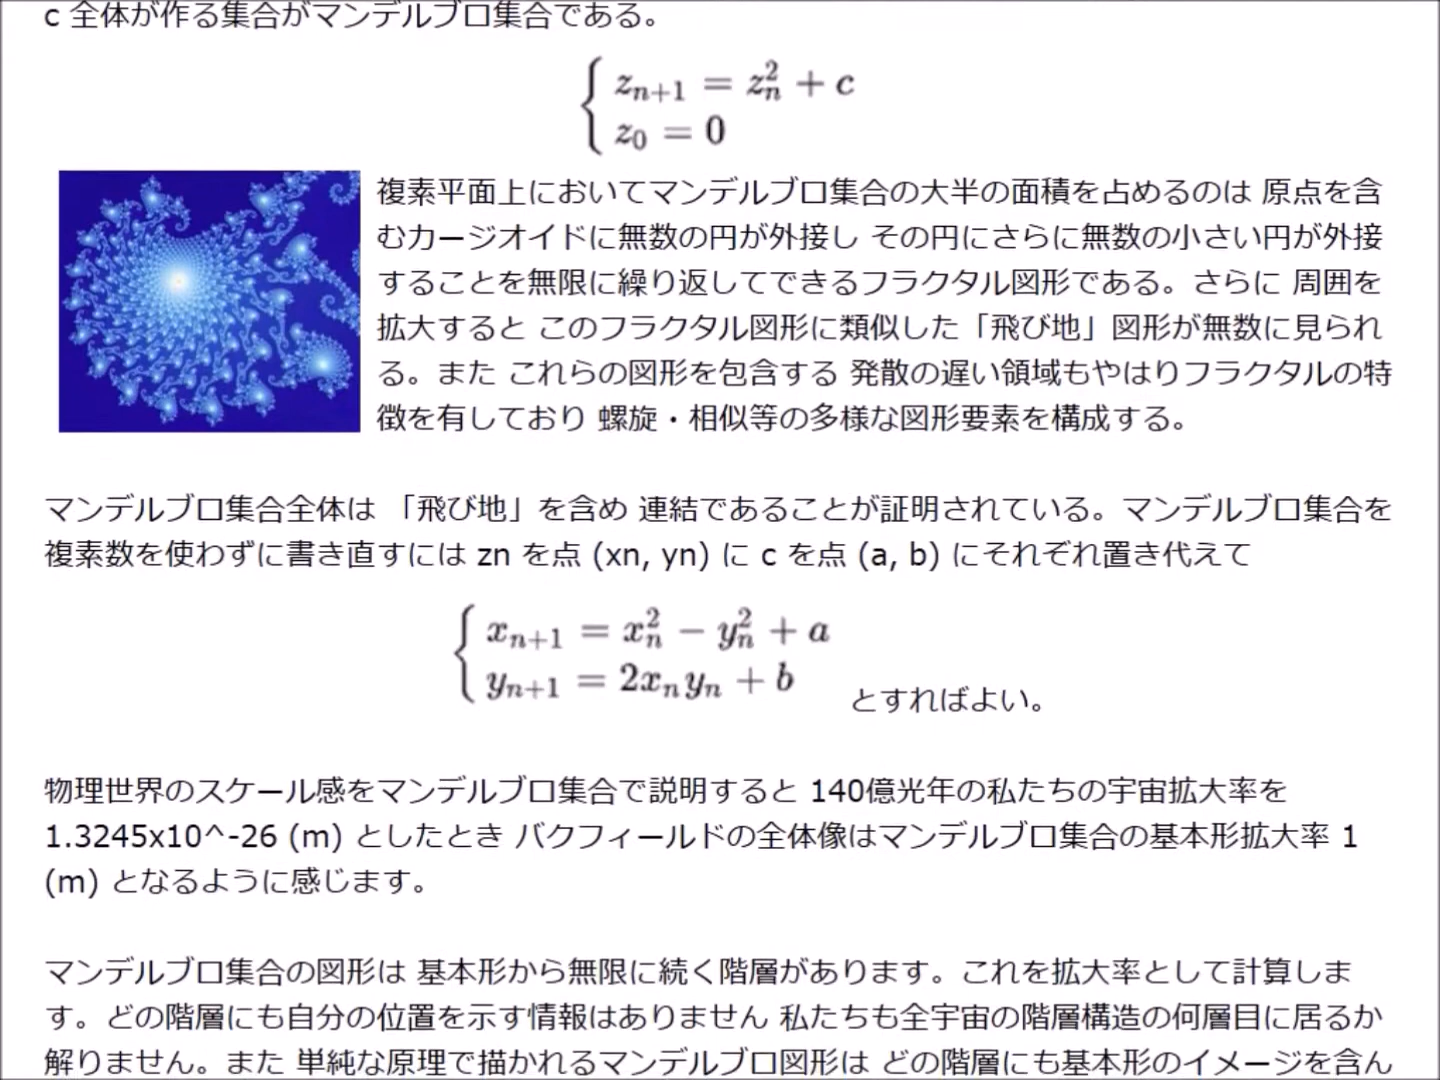 c 全体が作る集合がマンデルブロ集合である。
z_{n+1} = z_n^2 + c
z_0 = 0
複素平面上においてマンデルブロ集合の大半の面積を占めるのは 原点を含
むカージオイドに無数の円が外接し その円にさらに無数の小さい円が外接
することを無限に繰り返してできるフラクタル図形である。さらに 周囲を
拡大すると このフラクタル図形に類似した「飛び地」図形が無数に見られ
る。また これらの図形を包含する 発散の遅い領域もやはりフラクタルの特
徴を有しており 螺旋・相似等の多様な図形要素を構成する。
マンデルブロ集合全体は 「飛び地」を含め 連結であることが証明されている。マンデルブロ集合を
複素数を使わずに書き直すには zn を点 (xn, yn) に c を点 (a, b) にそれぞれ置き代えて
x_{n+1} = x_n^2 − y_n^2 + a
y_{n+1} = 2x_n y_n + b
とすればよい。
物理世界のスケール感をマンデルブロ集合で説明すると 140億光年の私たちの宇宙拡大率を
1.3245x10^-26 (m) としたとき バクフィールドの全体像はマンデルブロ集合の基本形拡大率 1
(m) となるように感じます。
マンデルブロ集合の図形は 基本形から無限に続く階層があります。これを拡大率として計算しま
す。どの階層にも自分の位置を示す情報はありません 私たちも全宇宙の階層構造の何層目に居るか
解りません。また 単純な原理で描かれるマンデルブロ図形は どの階層にも基本形のイメージを含ん